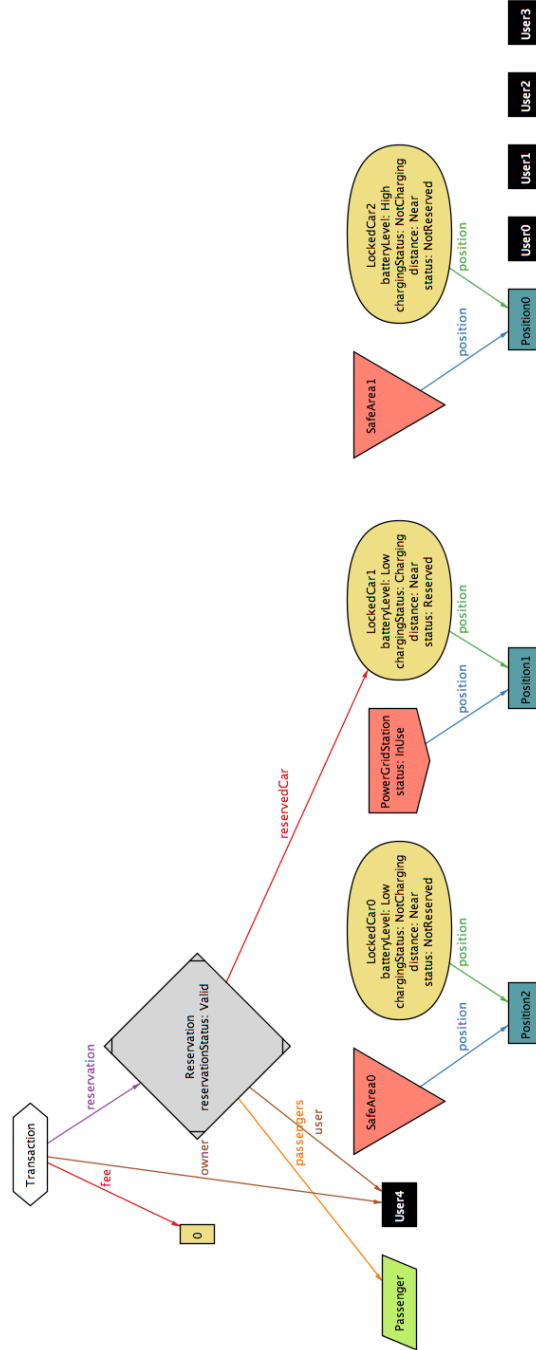 Transaction
reservation
fee
owner
0
Reservation
reservationStatus: Valid
reservedCar
passengers
user
Passenger
User4
SafeArea0
LockedCar0
batteryLevel: Low
chargingStatus: NotCharging
distance: Near
status: NotReserved
PowerGridStation
status: InUse
LockedCar1
batteryLevel: Low
chargingStatus: Charging
distance: Near
status: Reserved
SafeArea1
LockedCar2
batteryLevel: High
chargingStatus: NotCharging
distance: Near
status: NotReserved
position
position
position
position
position
position
Position2
Position1
Position0
User0
User1
User2
User3